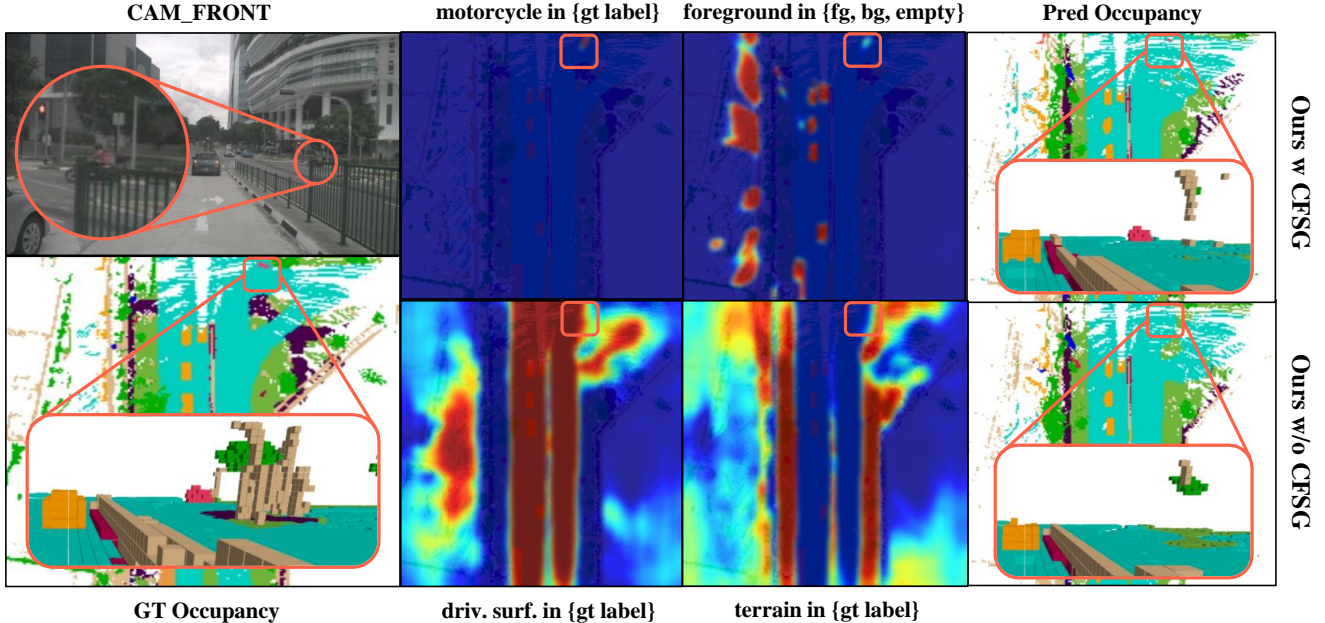 CAM_FRONT
motorcycle in {gt label}
foreground in {fg, bg, empty}
Pred Occupancy
Ours w CFSG
Ours w/o CFSG
GT Occupancy
driv. surf. in {gt label}
terrain in {gt label}